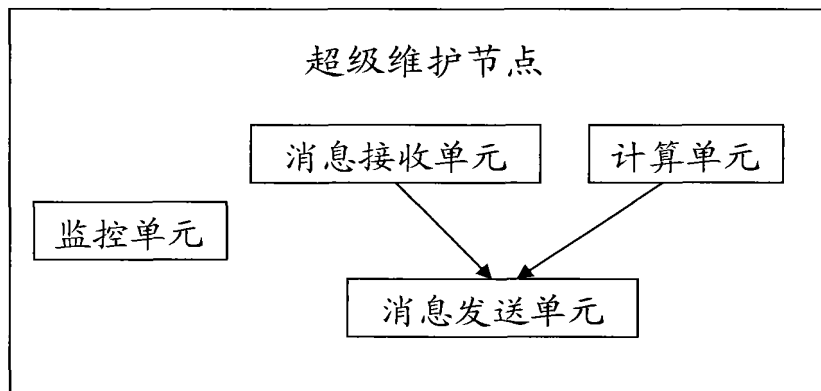 超级维护节点
消息接收单元
计算单元
监控单元
消息发送单元